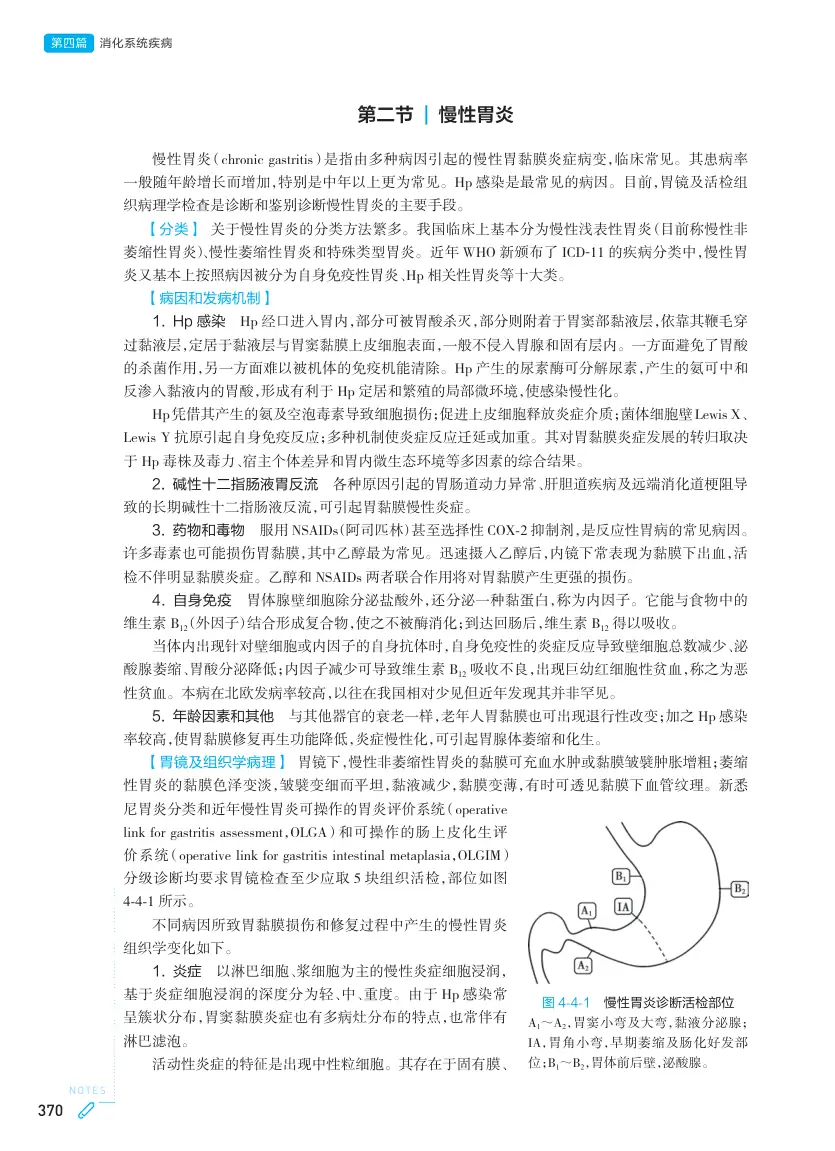 第四篇 消化系统疾病
第二节 | 慢性胃炎
慢性胃炎（chronic gastritis）是指由多种病因引起的慢性胃黏膜炎症病变，临床常见。其患病率
一般随年龄增长而增加，特别是中年以上更为常见。Hp 感染是最常见的病因。目前，胃镜及活检组
织病理学检查是诊断和鉴别诊断慢性胃炎的主要手段。
【分类】 关于慢性胃炎的分类方法繁多。我国临床上基本分为慢性浅表性胃炎（目前称慢性非
萎缩性胃炎）、慢性萎缩性胃炎和特殊类型胃炎。近年 WHO 新颁布了 ICD-11 的疾病分类中，慢性胃
炎又基本上按照病因被分为自身免疫性胃炎、Hp 相关性胃炎等十大类。
【病因和发病机制】
1. Hp 感染 Hp 经口进入胃内，部分可被胃酸杀灭，部分则附着于胃窦部黏液层，依靠其鞭毛穿
过黏液层，定居于黏液层与胃窦黏膜上皮细胞表面，一般不侵入胃腺和固有层内。一方面避免了胃酸
的杀菌作用，另一方面难以被机体的免疫机能清除。Hp 产生的尿素酶可分解尿素，产生的氨可中和
反渗入黏液内的胃酸，形成有利于 Hp 定居和繁殖的局部微环境，使感染慢性化。
Hp 凭借其产生的氨及空泡毒素导致细胞损伤；促进上皮细胞释放炎症介质；菌体细胞壁 Lewis X、
Lewis Y 抗原引起自身免疫反应；多种机制使炎症反应迁延或加重。其对胃黏膜炎症发展的转归取决
于 Hp 毒株及毒力、宿主个体差异和胃内微生态环境等多因素的综合结果。
2. 碱性十二指肠液胃反流 各种原因引起的胃肠道动力异常、肝胆道疾病及远端消化道梗阻导
致的长期碱性十二指肠液反流，可引起胃黏膜慢性炎症。
3. 药物和毒物 服用 NSAIDs（阿司匹林）甚至选择性 COX-2 抑制剂，是反应性胃病的常见病因。
许多毒素也可能损伤胃黏膜，其中乙醇最为常见。迅速摄入乙醇后，内镜下常表现为黏膜下出血，活
检不伴明显黏膜炎症。乙醇和 NSAIDs 两者联合作用将对胃黏膜产生更强的损伤。
4. 自身免疫 胃体腺壁细胞除分泌盐酸外，还分泌一种黏蛋白，称为内因子。它能与食物中的
维生素 B₁₂（外因子）结合形成复合物，使之不被酶消化；到达回肠后，维生素 B₁₂ 得以吸收。
当体内出现针对壁细胞或内因子的自身抗体时，自身免疫性的炎症反应导致壁细胞总数减少、泌
酸腺萎缩、胃酸分泌降低；内因子减少可导致维生素 B₁₂ 吸收不良，出现巨幼红细胞性贫血，称之为恶
性贫血。本病在北欧发病率较高，以往在我国相对少见但近年发现其并非罕见。
5. 年龄因素和其他 与其他器官的衰老一样，老年人胃黏膜也可出现退行性改变；加之 Hp 感染
率较高，使胃黏膜修复再生功能降低，炎症慢性化，可引起胃腺体萎缩和化生。
【胃镜及组织学病理】 胃镜下，慢性非萎缩性胃炎的黏膜可充血水肿或黏膜皱襞肿胀增粗；萎缩
性胃炎的黏膜色泽变淡，皱襞变细而平坦，黏液减少，黏膜变薄，有时可透见黏膜下血管纹理。新悉
尼胃炎分类和近年慢性胃炎可操作的胃炎评价系统（operative
link for gastritis assessment，OLGA）和可操作的肠上皮化生评
价系统（operative link for gastritis intestinal metaplasia，OLGIM）
分级诊断均要求胃镜检查至少应取 5 块组织活检，部位如图
4-4-1 所示。
不同病因所致胃黏膜损伤和修复过程中产生的慢性胃炎
组织学变化如下。
1. 炎症 以淋巴细胞、浆细胞为主的慢性炎症细胞浸润，
基于炎症细胞浸润的深度分为轻、中、重度。由于 Hp 感染常
呈簇状分布，胃窦黏膜炎症也有多病灶分布的特点，也常伴有
淋巴滤泡。
活动性炎症的特征是出现中性粒细胞。其存在于固有膜、
B₁
B₂
A₁
IA
A₂
图 4-4-1 慢性胃炎诊断活检部位
A₁～A₂，胃窦小弯及大弯，黏液分泌腺；
IA，胃角小弯，早期萎缩及肠化好发部
位；B₁～B₂，胃体前后壁，泌酸腺。
NOTES
370